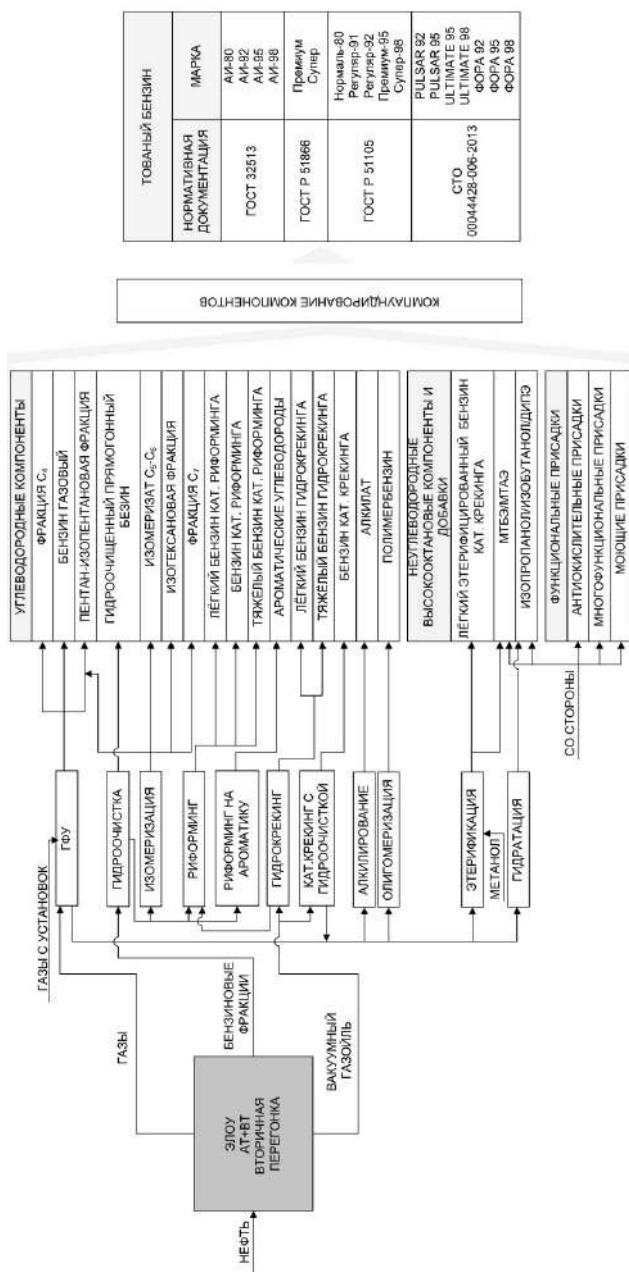 НЕФТЬ
ЭЛОУ
АТ+ВТ
ВТОРИЧНАЯ
ПЕРЕГОНКА
ГАЗЫ С УСТАНОВОК
ГАЗЫ
БЕНЗИНОВЫЕ
ФРАКЦИИ
ВАКУУМНЫЙ
ГАЗОЙЛЬ
ГФУ
ГИДРООЧИСТКА
ИЗОМЕРИЗАЦИЯ
РИФОРМИНГ
РИФОРМИНГ НА
АРОМАТИКУ
ГИДРОКРЕКИНГ
КАТ.КРЕКИНГ С
ГИДРООЧИСТКОЙ
АЛКИЛИРОВАНИЕ
ОЛИГОМЕРИЗАЦИЯ
ЭТЕРИФИКАЦИЯ
МЕТАНОЛ
ГИДРАТАЦИЯ
СО СТОРОНЫ
УГЛЕВОДОРОДНЫЕ КОМПОНЕНТЫ
ФРАКЦИЯ C₄
БЕНЗИН ГАЗОВЫЙ
ПЕНТАН-ИЗОПЕНТАНОВАЯ ФРАКЦИЯ
ГИДРООЧИЩЕННЫЙ ПРЯМОГОННЫЙ
БЕЗИН
ИЗОМЕРИЗАТ C₅-C₆
ИЗОГЕКСАНОВАЯ ФРАКЦИЯ
ФРАКЦИЯ C₇
ЛЁГКИЙ БЕНЗИН КАТ. РИФОРМИНГА
БЕНЗИН КАТ. РИФОРМИНГА
ТЯЖЁЛЫЙ БЕНЗИН КАТ. РИФОРМИНГА
АРОМАТИЧЕСКИЕ УГЛЕВОДОРОДЫ
ЛЁГКИЙ БЕНЗИН ГИДРОКРЕКИНГА
ТЯЖЁЛЫЙ БЕНЗИН ГИДРОКРЕКИНГА
БЕНЗИН КАТ. КРЕКИНГА
АЛКИЛАТ
ПОЛИМЕРБЕНЗИН
НЕУГЛЕВОДОРОДНЫЕ
ВЫСОКООКТАНОВЫЕ КОМПОНЕНТЫ И
ДОБАВКИ
ЛЁГКИЙ ЭТЕРИФИЦИРОВАННЫЙ БЕНЗИН
КАТ. КРЕКИНГА
МТБЭ/МТАЭ
ИЗОПРОПАНОЛ/ИЗОБУТАНОЛ/ДИПЭ
ФУНКЦИОНАЛЬНЫЕ ПРИСАДКИ
АНТИОКИСЛИТЕЛЬНЫЕ ПРИСАДКИ
МНОГОФУНКЦИОНАЛЬНЫЕ ПРИСАДКИ
МОЮЩИЕ ПРИСАДКИ
КОМПАУНДИРОВАНИЕ КОМПОНЕНТОВ
ТОВАНЫЙ БЕНЗИН
НОРМАТИВНАЯ
ДОКУМЕНТАЦИЯ
МАРКА
ГОСТ 32513
АИ-80
АИ-92
АИ-95
АИ-98
ГОСТ Р 51866
Премиум
Супер
ГОСТ Р 51105
Нормаль-80
Регуляр-91
Регуляр-92
Премиум-95
Супер-98
СТО
00044428-006-2013
PULSAR 92
PULSAR 95
ULTIMATE 95
ULTIMATE 98
ФОРА 92
ФОРА 95
ФОРА 98